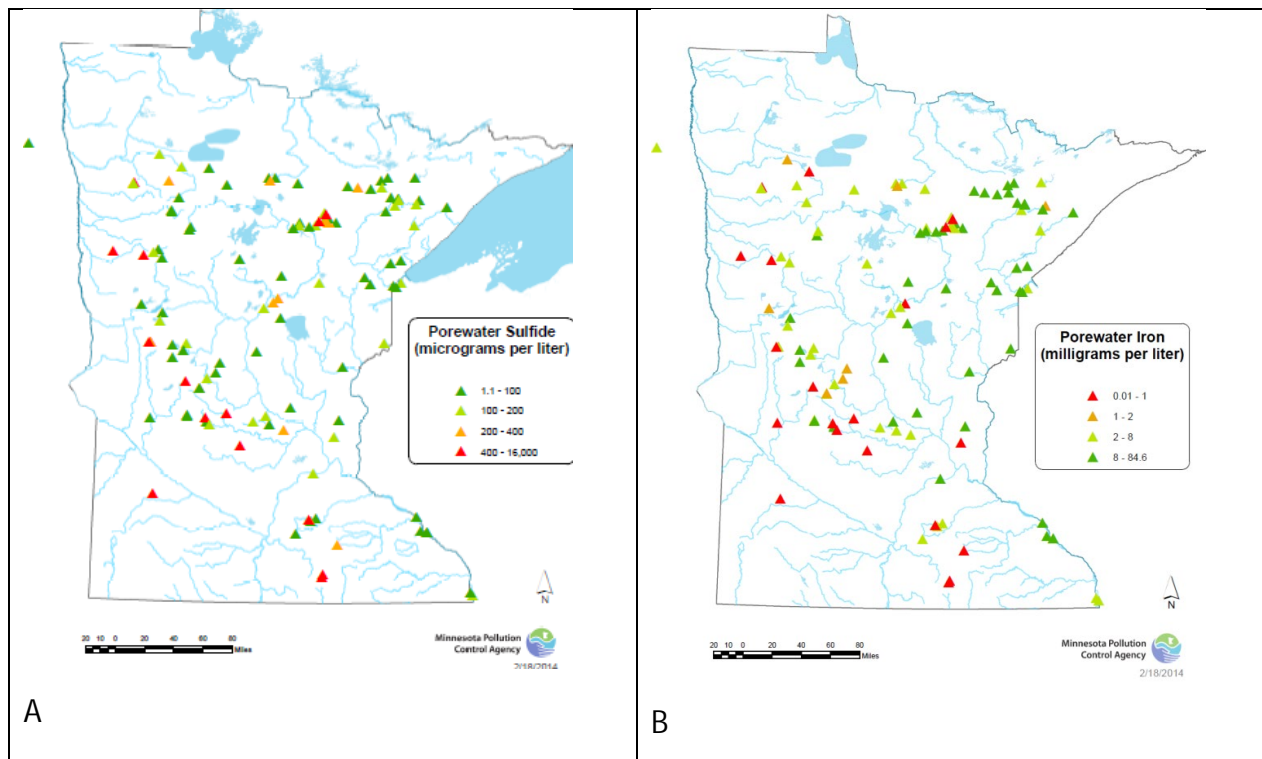 Porewater Sulfide
(micrograms per liter)
1.1 - 100
100 - 200
200 - 400
400 - 16,000
N
20 10 0 20 40 60 80
Miles
Minnesota Pollution
Control Agency
2/18/2014
A
Porewater Iron
(milligrams per liter)
0.01 - 1
1 - 2
2 - 8
8 - 84.6
N
20 10 0 20 40 60 80
Miles
Minnesota Pollution
Control Agency
2/18/2014
B